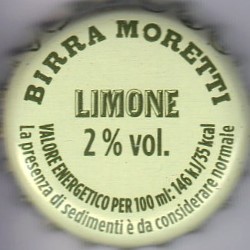 BIRRA MORETTI
LIMONE
2 % vol.
VALORE ENERGETICO PER 100 ml: 146 kJ/35 kcal
La presenza di sedimenti è da considerare normale